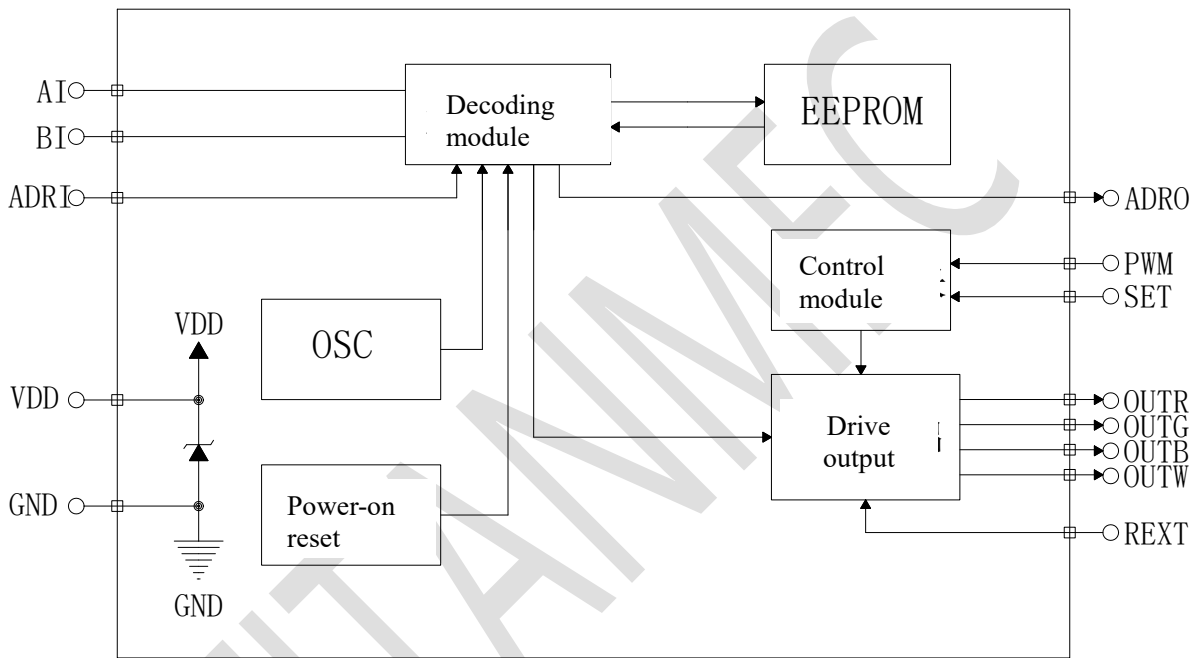 AI
BI
ADRI
VDD
GND
Decoding
module
EEPROM
OSC
Power-on
reset
VDD
GND
Control
module
Drive
output
ADRO
PWM
SET
OUTR
OUTG
OUTB
OUTW
REXT